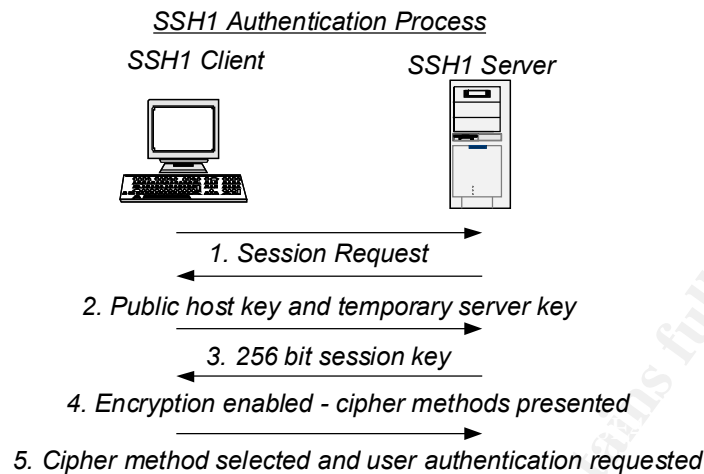 SSH1 Authentication Process
SSH1 Client
SSH1 Server
1. Session Request
2. Public host key and temporary server key
3. 256 bit session key
4. Encryption enabled - cipher methods presented
5. Cipher method selected and user authentication requested